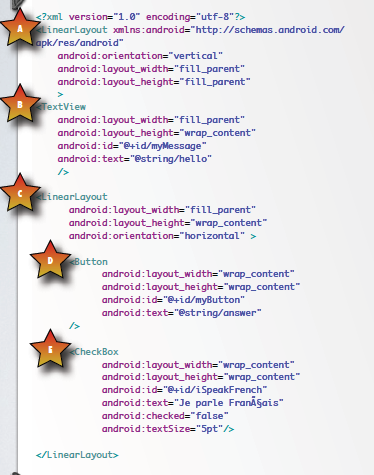 <?xml version="1.0" encoding="utf-8"?>
A
<LinearLayout xmlns:android="http://schemas.android.com/
apk/res/android"
android:orientation="vertical"
android:layout_width="fill_parent"
android:layout_height="fill_parent"
>
B
<TextView
android:layout_width="fill_parent"
android:layout_height="wrap_content"
android:id="@+id/myMessage"
android:text="@string/hello"
/>
C
<LinearLayout
android:layout_width="fill_parent"
android:layout_height="wrap_content"
android:orientation="horizontal" >
D
<Button
android:layout_width="wrap_content"
android:layout_height="wrap_content"
android:id="@+id/myButton"
android:text="@string/answer"
/>
E
<CheckBox
android:layout_width="wrap_content"
android:layout_height="wrap_content"
android:id="@+id/iSpeakFrench"
android:text="Je parle FranÃ§ais"
android:checked="false"
android:textSize="5pt"/>
</LinearLayout>